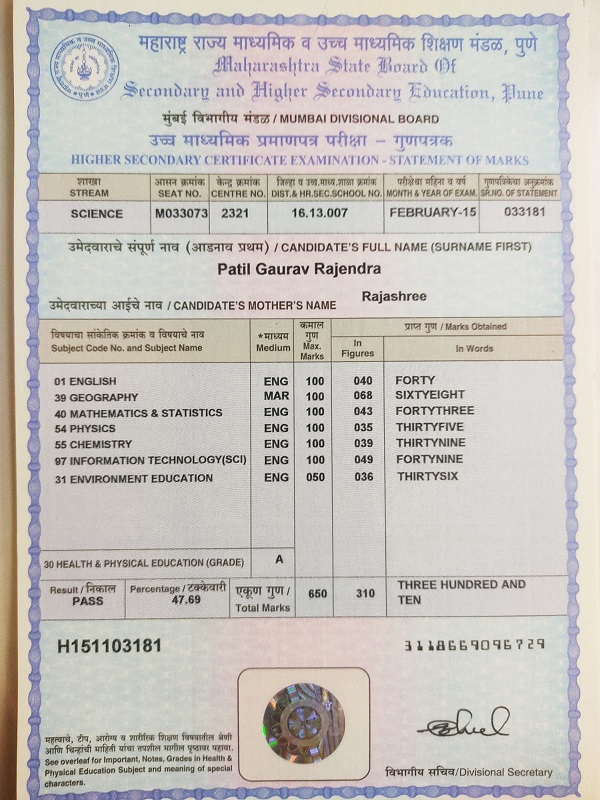 महाराष्ट्र राज्य माध्यमिक व उच्च माध्यमिक शिक्षण मंडळ, पुणे
Maharashtra State Board Of
Secondary and Higher Secondary Education, Pune
मुंबई विभागीय मंडळ / MUMBAI DIVISIONAL BOARD
उच्च माध्यमिक प्रमाणपत्र परीक्षा – गुणपत्रक
HIGHER SECONDARY CERTIFICATE EXAMINATION - STATEMENT OF MARKS
शाखा आसन क्रमांक केन्द्र क्रमांक जिल्हा व उच्च.माध्य.शाळा क्रमांक परीक्षेचा महिना व वर्ष गुणपत्रिकेचा अनुक्रमांक
STREAM SEAT NO. CENTRE NO. DIST.& HR.SEC.SCHOOL NO. MONTH & YEAR OF EXAM. SR.NO. OF STATEMENT
SCIENCE M033073 2321 16.13.007 FEBRUARY-15 033181
उमेदवाराचे संपूर्ण नाव (आडनाव प्रथम) / CANDIDATE'S FULL NAME (SURNAME FIRST)
Patil Gaurav Rajendra
उमेदवाराच्या आईचे नाव / CANDIDATE'S MOTHER'S NAME Rajashree
विषयाचा सांकेतिक क्रमांक व विषयाचे नाव *माध्यम कमाल गुण प्राप्त गुण / Marks Obtained
Subject Code No. and Subject Name Medium Max. Marks In Figures In Words
01 ENGLISH ENG 100 040 FORTY
39 GEOGRAPHY MAR 100 068 SIXTYEIGHT
40 MATHEMATICS & STATISTICS ENG 100 043 FORTYTHREE
54 PHYSICS ENG 100 035 THIRTYFIVE
55 CHEMISTRY ENG 100 039 THIRTYNINE
97 INFORMATION TECHNOLOGY(SCI) ENG 100 049 FORTYNINE
31 ENVIRONMENT EDUCATION ENG 050 036 THIRTYSIX
30 HEALTH & PHYSICAL EDUCATION (GRADE) A
Result / निकाल Percentage / टक्केवारी एकूण गुण / 650 310 THREE HUNDRED AND
PASS 47.69 Total Marks TEN
H151103181 3118669096729
महत्वाचे, टीप, आरोग्य व शारीरिक शिक्षण विषयातील श्रेणी
आणि चिन्हांची माहिती यांचा तपशील मागील पृष्ठावर पहावा.
See overleaf for Important, Notes, Grades in Health &
Physical Education Subject and meaning of special
characters.
विभागीय सचिव/Divisional Secretary